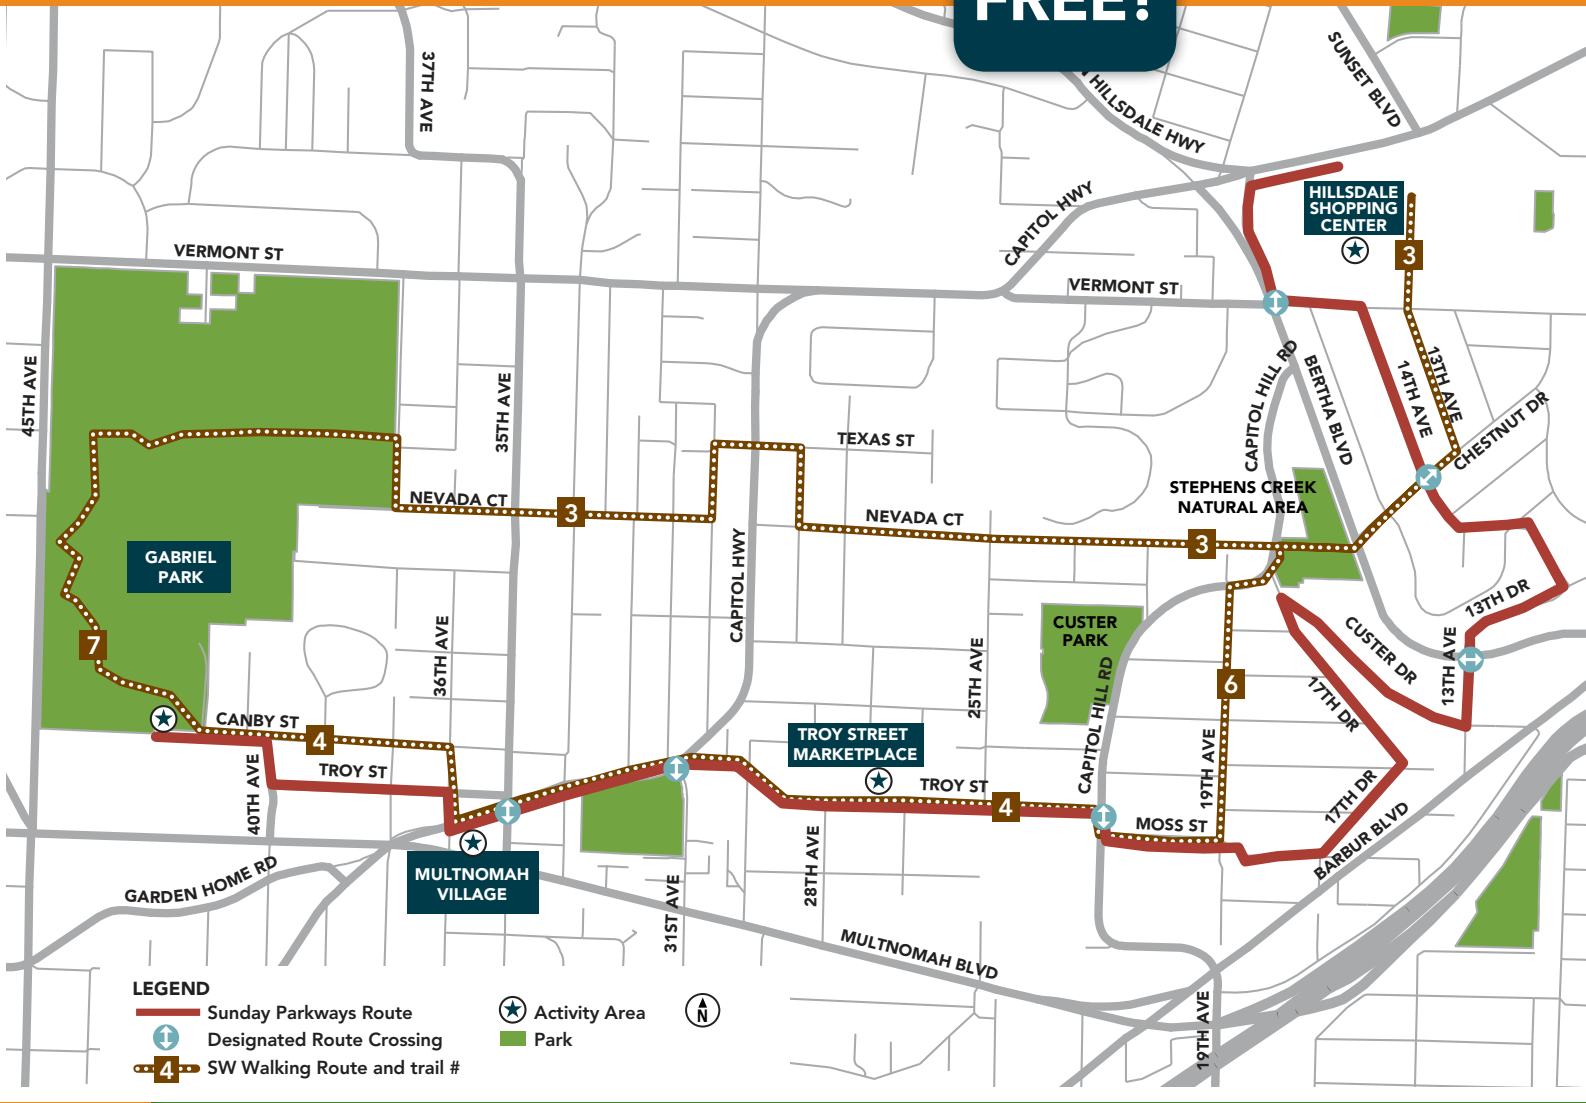 FREE!
37TH AVE
HILLSDALE HWY
SUNSET BLVD
CAPITOL HWY
HILLSDALE
SHOPPING
CENTER
3
VERMONT ST
VERMONT ST
45TH AVE
35TH AVE
CAPITOL HILL RD
BERTHA BLVD
14TH AVE
13TH AVE
CHESTNUT DR
TEXAS ST
NEVADA CT
3
NEVADA CT
STEPHENS CREEK
NATURAL AREA
3
GABRIEL
PARK
CAPITOL HWY
7
36TH AVE
25TH AVE
CUSTER
PARK
CAPITOL HILL RD
6
13TH DR
CUSTER DR
13TH AVE
17TH DR
CANBY ST
4
TROY ST
40TH AVE
TROY STREET
MARKETPLACE
TROY ST
4
19TH AVE
MOSS ST
17TH DR
BARBUR BLVD
MULTNOMAH
VILLAGE
GARDEN HOME RD
28TH AVE
31ST AVE
MULTNOMAH BLVD
19TH AVE
LEGEND
Sunday Parkways Route
Designated Route Crossing
4 SW Walking Route and trail #
Activity Area
Park
N